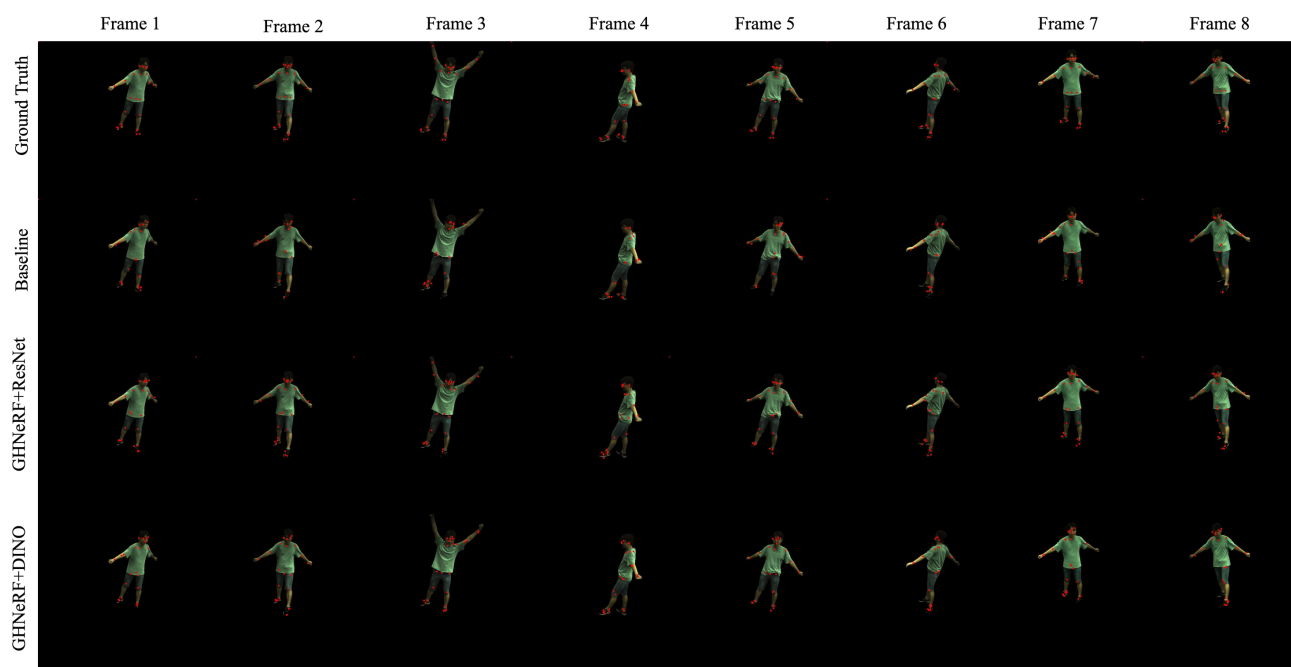 Frame 1 Frame 2 Frame 3 Frame 4 Frame 5 Frame 6 Frame 7 Frame 8
Ground Truth
Baseline
GHNeRF+ResNet
GHNeRF+DINO